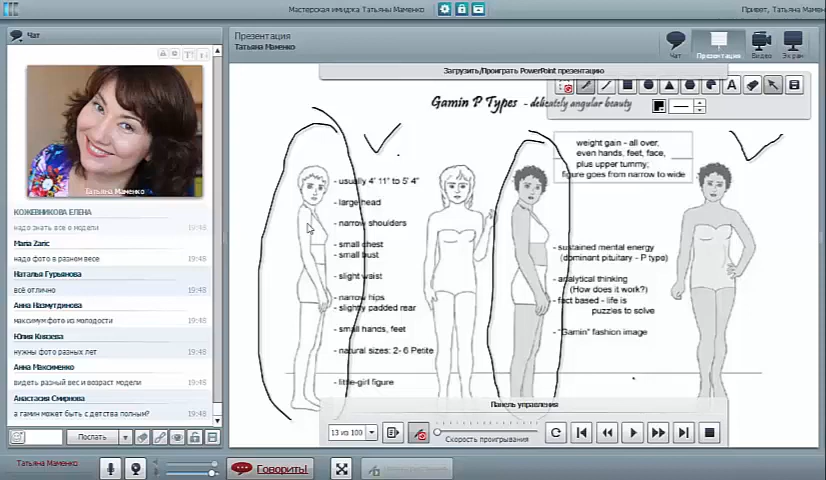 Мастерская имиджа Татьяны Маменко
Привет, Татьяна Мамен
Чат
Презентация
Татьяна Маненко
Чат
Презентация
Видео
Экран
Загрузить/Проиграть PowerPoint презентацию
Татьяна Маменко
Gamin P Types - delicately angular beauty
- usually 4' 11" to 5' 4"
- large head
- narrow shoulders
- small chest
- small bust
- slight waist
- narrow hips
- slightly padded rear
- small hands, feet
- natural sizes: 2- 6 Petite
- little-girl figure
weight gain - all over,
even hands, feet, face,
plus upper tummy;
figure goes from narrow to wide
- sustained mental energy
(dominant pituitary - P type)
- analytical thinking
(How does it work?)
- fact based - life is
puzzles to solve
- "Gamin" fashion image
КОЖЕВНИКОВА ЕЛЕНА
надо знать все о модели 19:48
Maria Zaric
надо фото в разном весе 19:48
Наталья Гурьянова
всё отлично 19:48
Анна Назмутдинова
максимум фото из молодости 19:48
Юлия Князева
нужны фото разных лет 19:48
Анна Максименко
видеть разный вес и возраст модели 19:48
Анастасия Смирнова
а гамин может быть с детства полным? 19:48
Послать
Панель управления
13 из 100
Скорость проигрывания
Татьяна Маненко
Говорить!